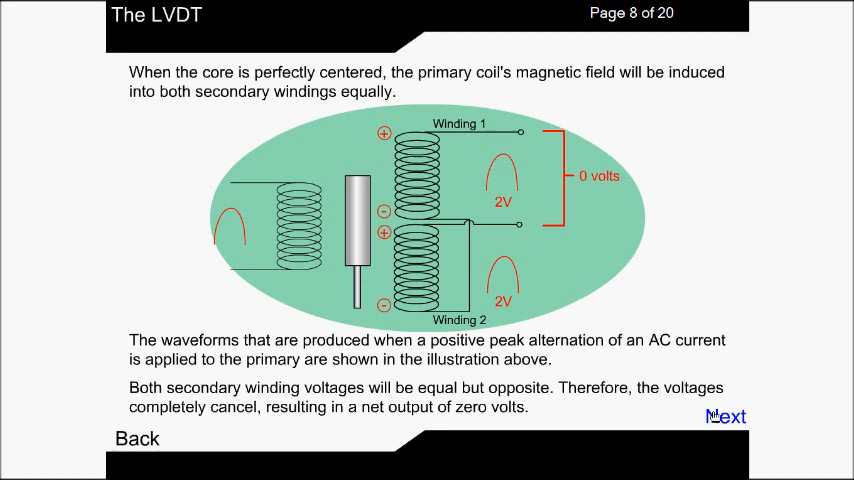 The LVDT
Page 8 of 20
When the core is perfectly centered, the primary coil's magnetic field will be induced
into both secondary windings equally.
Winding 1
+
2V
0 volts
-
+
2V
-
Winding 2
The waveforms that are produced when a positive peak alternation of an AC current
is applied to the primary are shown in the illustration above.
Both secondary winding voltages will be equal but opposite. Therefore, the voltages
completely cancel, resulting in a net output of zero volts.
Next
Back